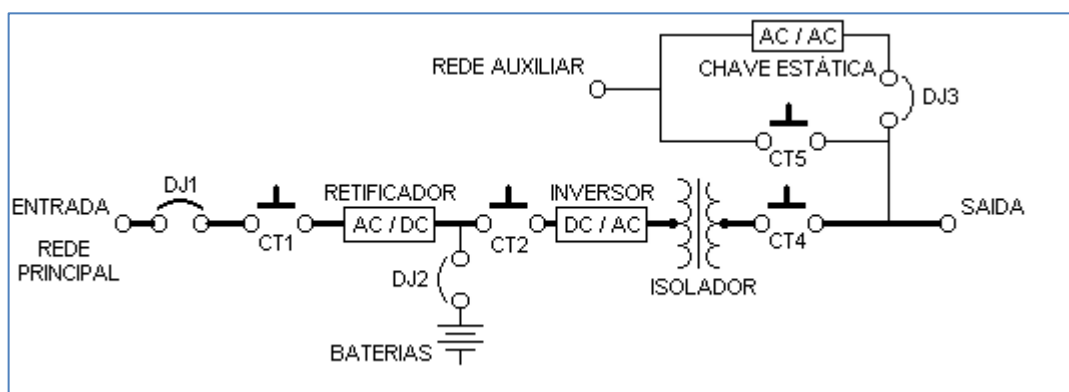 AC / AC
REDE AUXILIAR
CHAVE ESTÀTICA
DJ3
CT5
ENTRADA
DJ1
RETIFICADOR
INVERSOR
SAIDA
AC / DC
DC / AC
REDE
PRINCIPAL
CT1
CT2
CT4
DJ2
ISOLADOR
BATERIAS